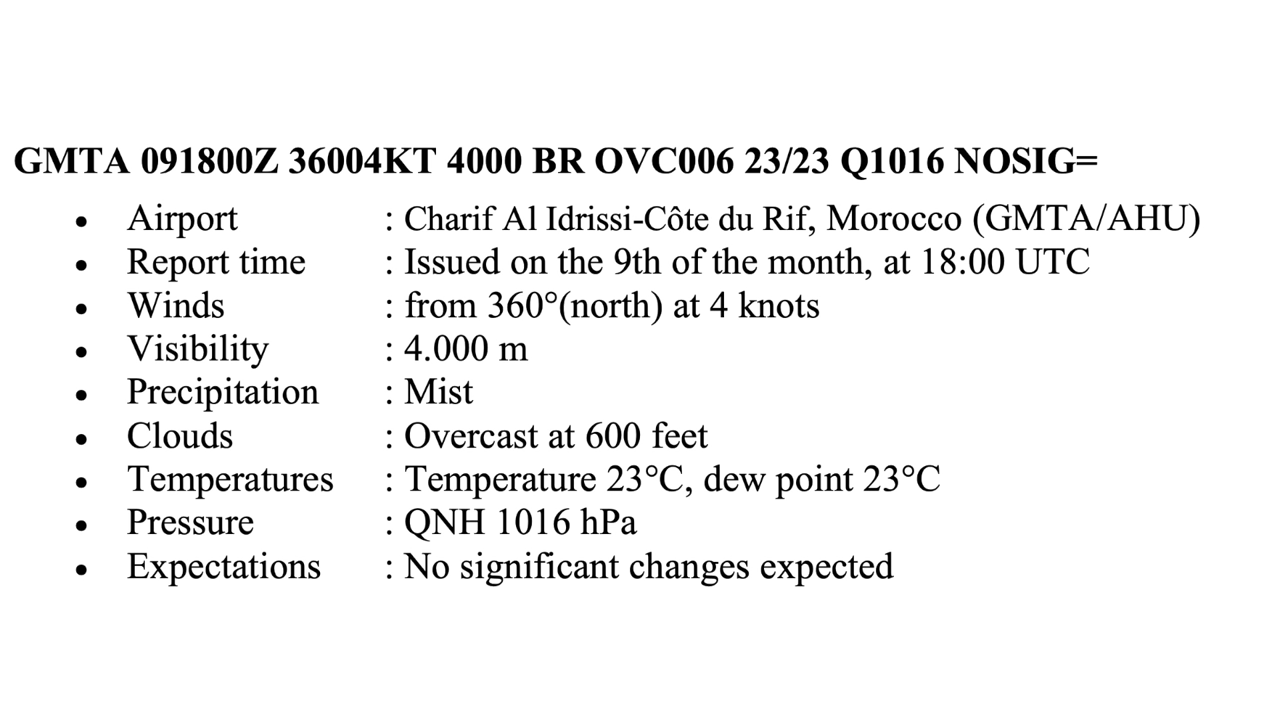 GMTA 091800Z 36004KT 4000 BR OVC006 23/23 Q1016 NOSIG=
• Airport : Charif Al Idrissi-Côte du Rif, Morocco (GMTA/AHU)
• Report time : Issued on the 9th of the month, at 18:00 UTC
• Winds : from 360°(north) at 4 knots
• Visibility : 4.000 m
• Precipitation : Mist
• Clouds : Overcast at 600 feet
• Temperatures : Temperature 23°C, dew point 23°C
• Pressure : QNH 1016 hPa
• Expectations : No significant changes expected